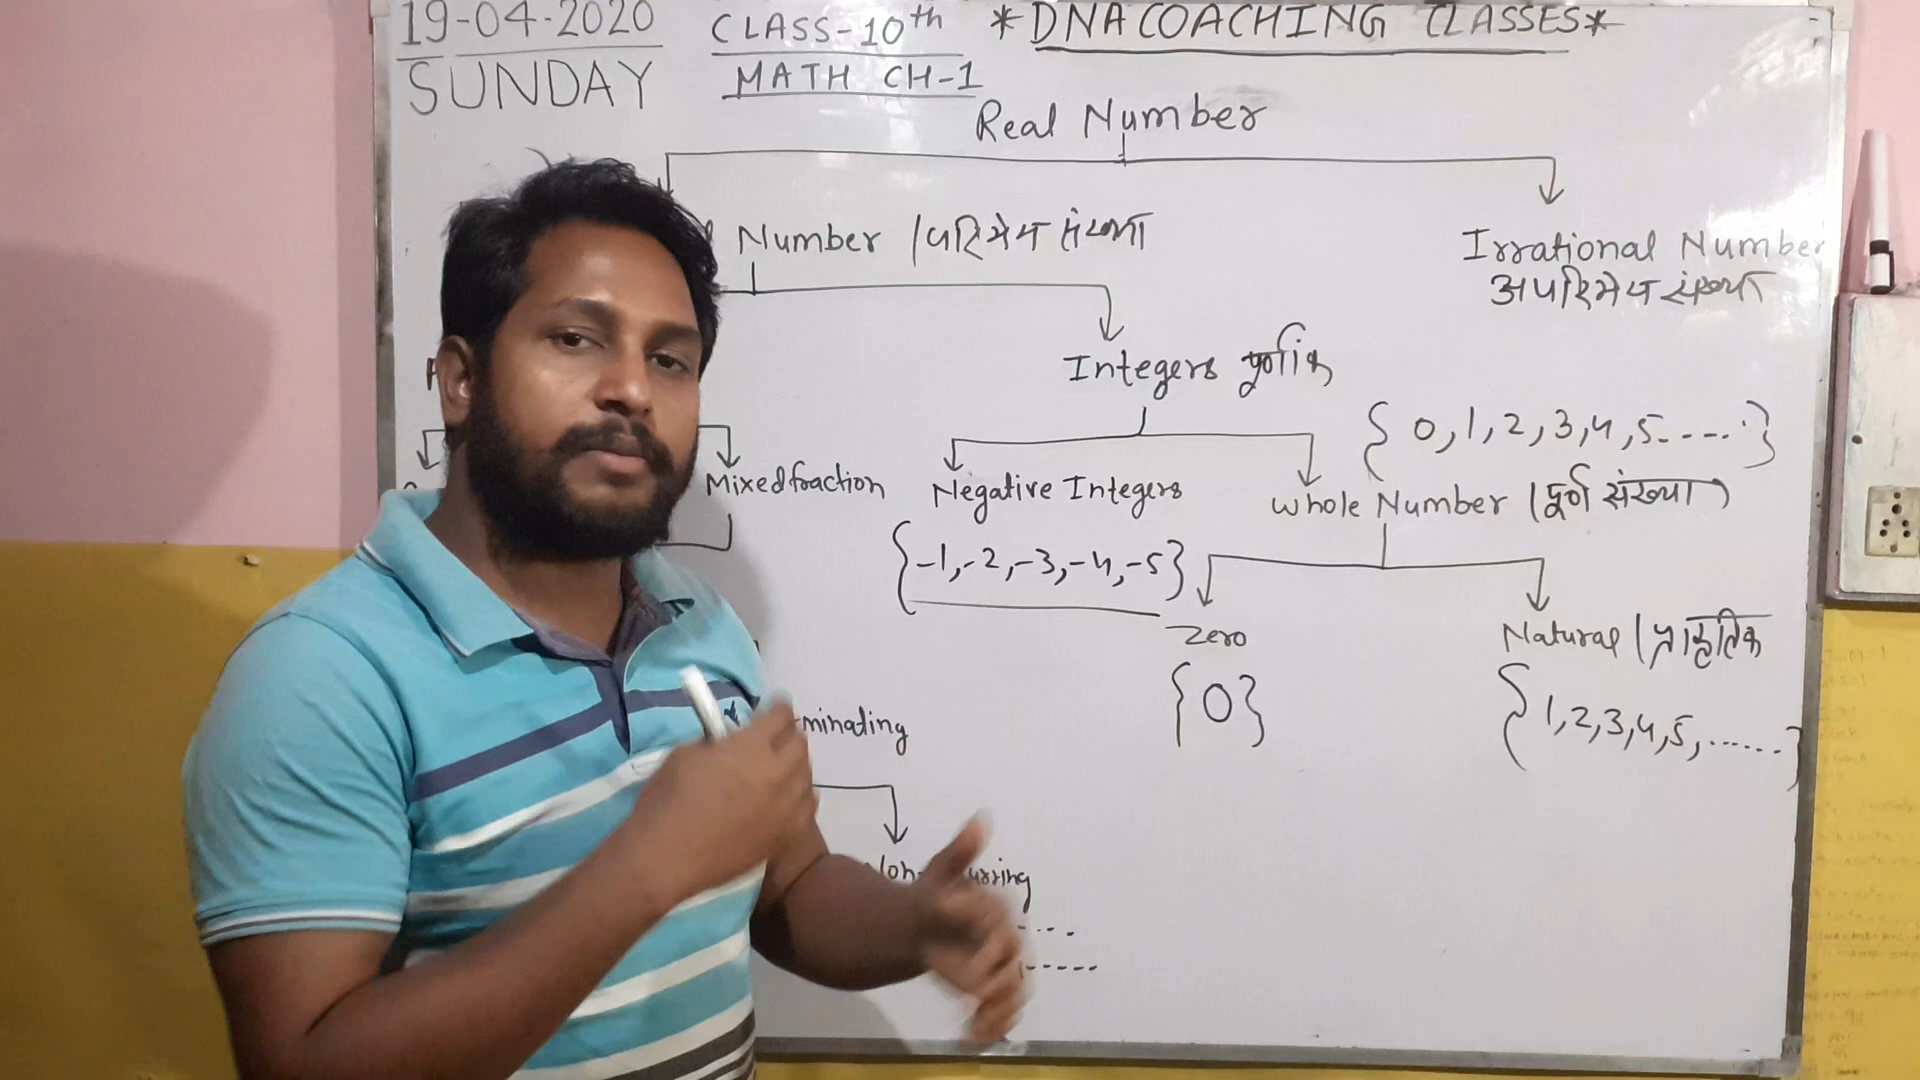 19-04-2020 CLASS-10th *DNA COACHING CLASSES*
SUNDAY MATH CH-1
Real Number
Number | परिमेय संख्या
Irrational Number
अपरिमेय संख्या
Integers पूर्णांक
{ 0, 1, 2, 3, 4, 5.....}
Mixed fraction Negative Integers Whole Number (पूर्ण संख्या)
{-1, -2, -3, -4, -5}
Zero Natural (प्राकृतिक
{0} {1, 2, 3, 4, 5, ......}
minating